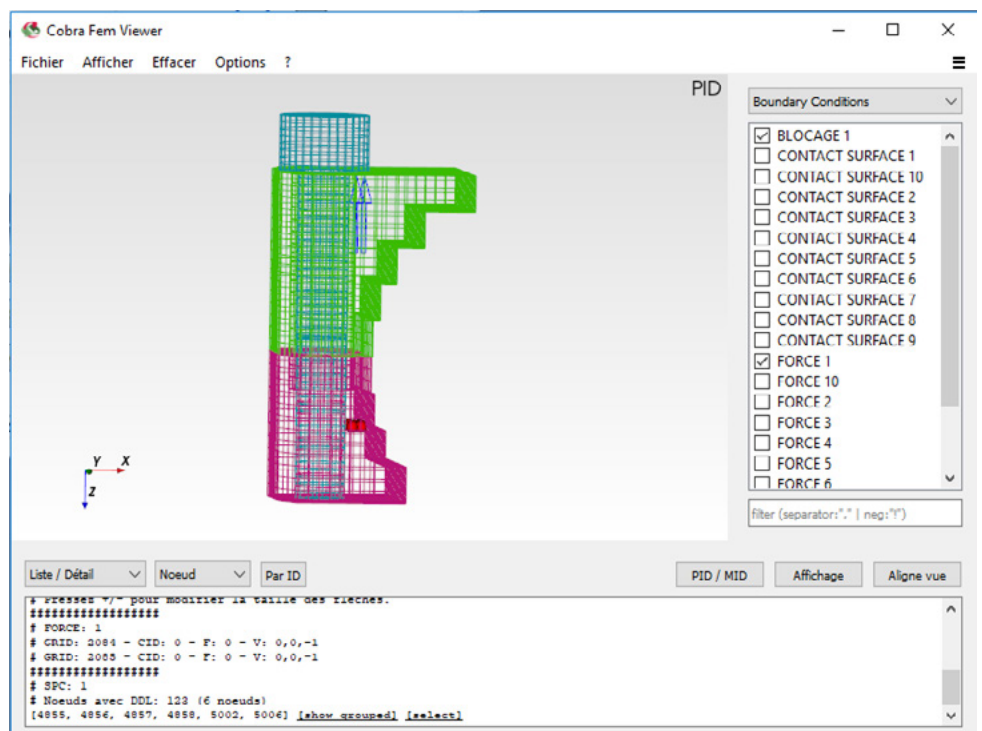 Cobra Fem Viewer
Fichier Afficher Effacer Options ?
PID
Boundary Conditions
BLOCAGE 1
CONTACT SURFACE 1
CONTACT SURFACE 10
CONTACT SURFACE 2
CONTACT SURFACE 3
CONTACT SURFACE 4
CONTACT SURFACE 5
CONTACT SURFACE 6
CONTACT SURFACE 7
CONTACT SURFACE 8
CONTACT SURFACE 9
FORCE 1
FORCE 10
FORCE 2
FORCE 3
FORCE 4
FORCE 5
FORCE 6
filter (separator:"." | neg:"!")
Y X
Z
Liste / Détail Noeud Par ID PID / MID Affichage Aligne vue
# Pressez +/- pour modifier la taille des fleches.
###################
# FORCE: 1
# GRID: 2084 - CID: 0 - F: 0 - V: 0,0,-1
# GRID: 2085 - CID: 0 - F: 0 - V: 0,0,-1
###################
# SPC: 1
# Noeuds avec DDL: 123 (6 noeuds)
[4855, 4856, 4857, 4858, 5002, 5006] [show grouped] [select]